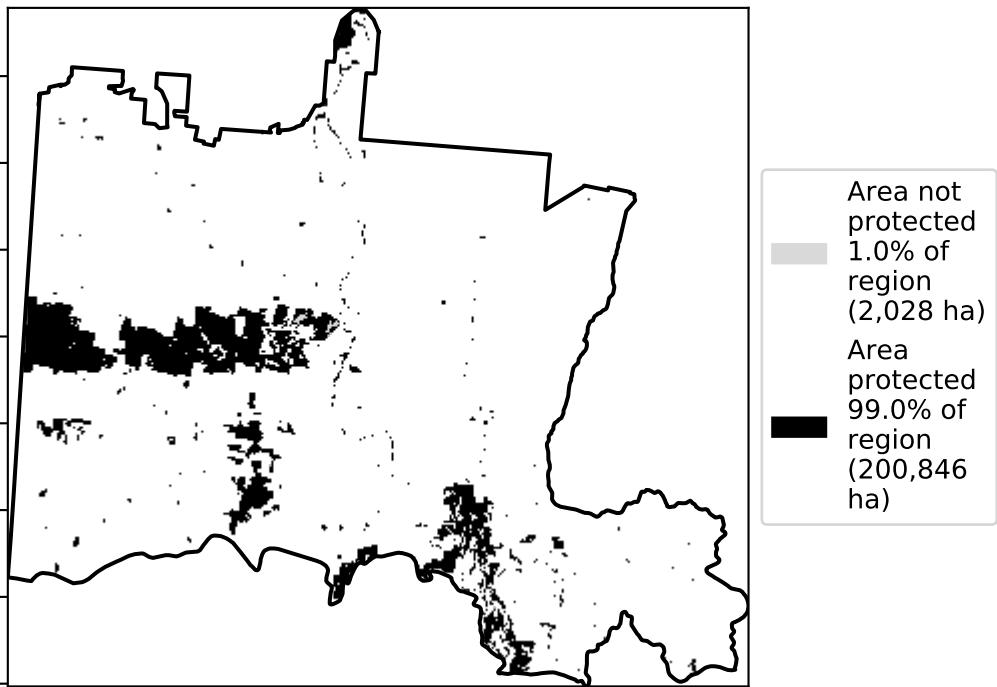 Area not
protected
1.0% of
region
(2,028 ha)
Area
protected
99.0% of
region
(200,846
ha)